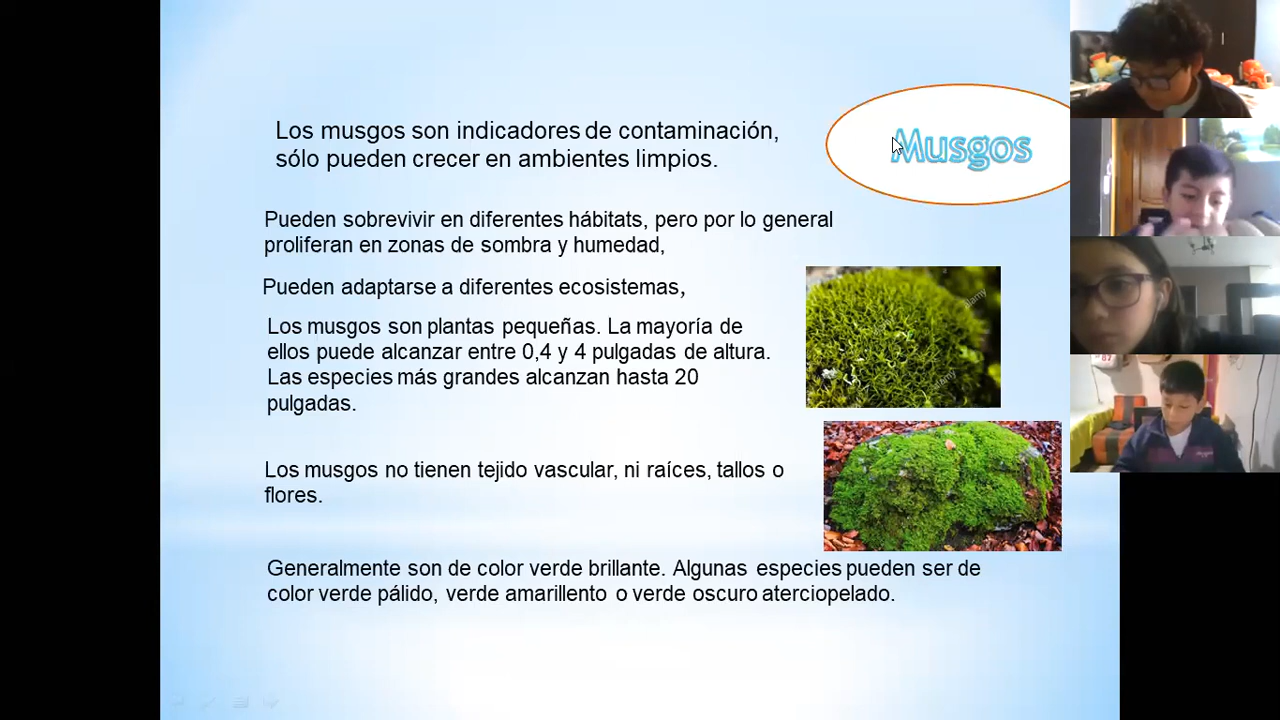 Musgos
Los musgos son indicadores de contaminación,
sólo pueden crecer en ambientes limpios.
Pueden sobrevivir en diferentes hábitats, pero por lo general
proliferan en zonas de sombra y humedad,
Pueden adaptarse a diferentes ecosistemas,
Los musgos son plantas pequeñas. La mayoría de
ellos puede alcanzar entre 0,4 y 4 pulgadas de altura.
Las especies más grandes alcanzan hasta 20
pulgadas.
Los musgos no tienen tejido vascular, ni raíces, tallos o
flores.
Generalmente son de color verde brillante. Algunas especies pueden ser de
color verde pálido, verde amarillento o verde oscuro aterciopelado.
alamy
alamy